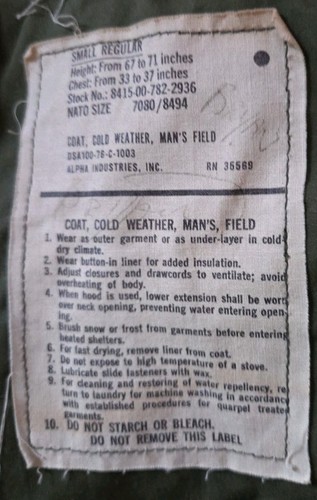 SMALL REGULAR
Height: From 67 to 71 inches
Chest: From 33 to 37 inches
Stock No.: 8415-00-782-2936
NATO SIZE 7080/8494
COAT, COLD WEATHER, MAN'S FIELD
DSA100-76-C-1003
ALPHA INDUSTRIES, INC. RN 35569
COAT, COLD WEATHER, MAN'S, FIELD
1. Wear as outer garment or as under-layer in cold-
dry climate.
2. Wear button-in liner for added insulation.
3. Adjust closures and drawcords to ventilate; avoid
overheating of body.
4. When hood is used, lower extension shall be worn
over neck opening, preventing water entering open-
ing.
5. Brush snow or frost from garments before entering
heated shelters.
6. For fast drying, remove liner from coat.
7. Do not expose to high temperature of a stove.
8. Lubricate slide fasteners with wax.
9. For cleaning and restoring of water repellency, re
turn to laundry for machine washing in accordance
with established procedures for quarpel treated
garments.
10. DO NOT STARCH OR BLEACH.
DO NOT REMOVE THIS LABEL